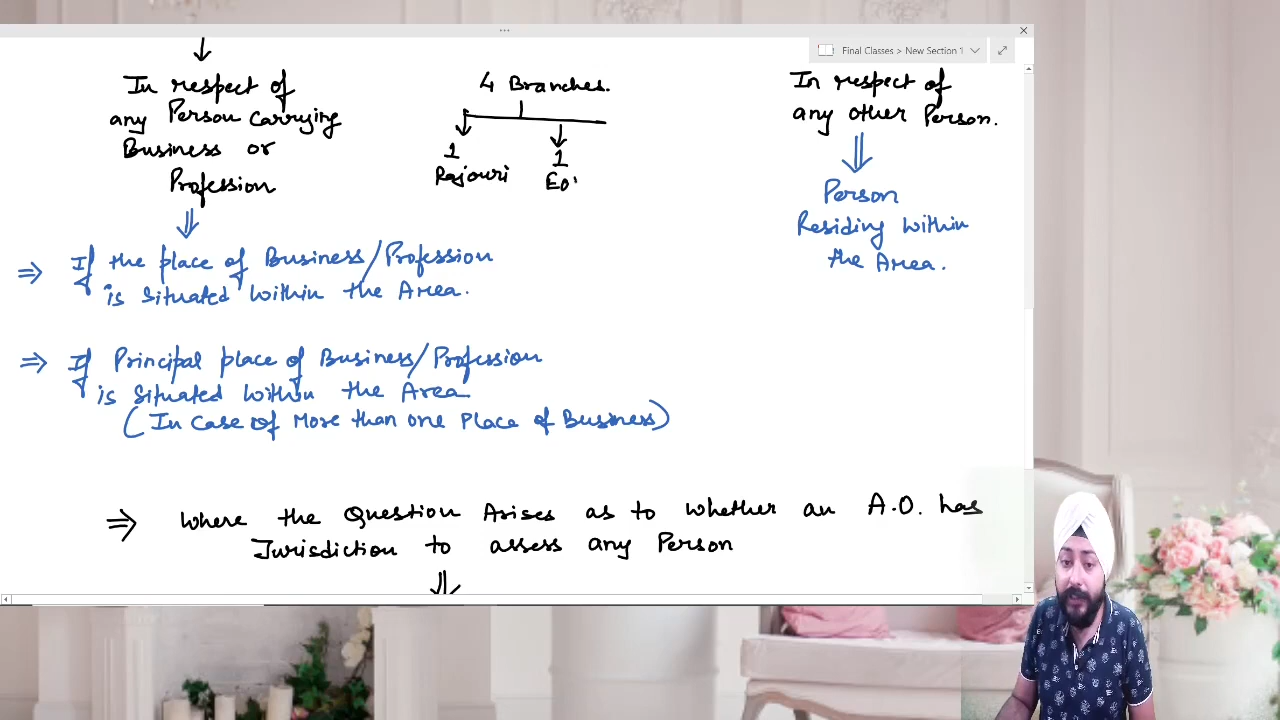 Final Classes > New Section 1
In respect of
any Person carrying
Business or
Profession
4 Branches.
1
Rajouri
1
In respect of
any other Person.
Person
Residing within
the Area.
⇒ If the place of Business/Profession
is situated within the Area.
⇒ If Principal place of Business/Profession
is situated within the Area
(In case of More than one Place of Business)
⇒ Where the Question Arises as to whether an A.O. has
Jurisdiction to assess any Person